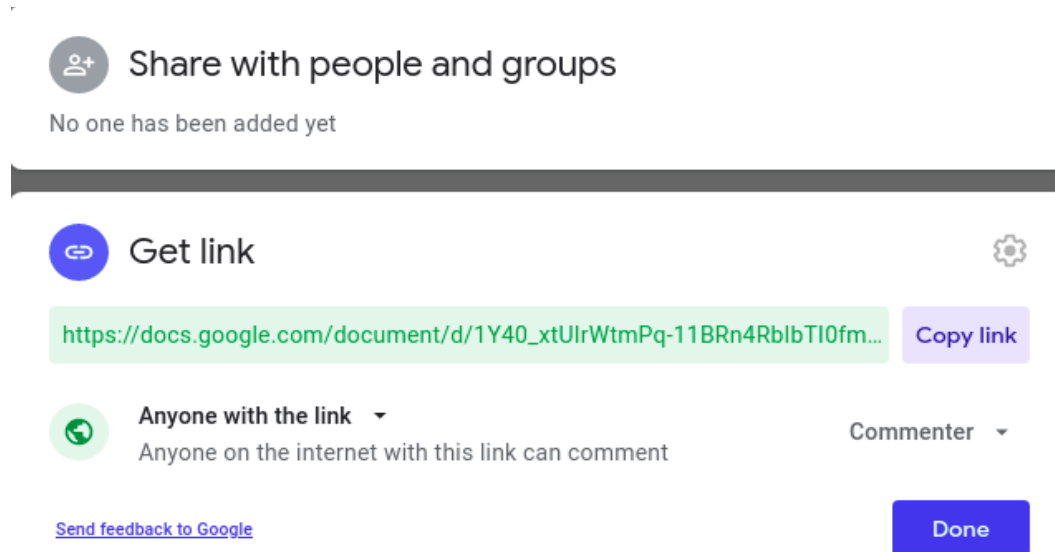 Share with people and groups
No one has been added yet
Get link
https://docs.google.com/document/d/1Y40_xtUIrWtmPq-11BRn4RbIbTI0fm...
Copy link
Anyone with the link
Anyone on the internet with this link can comment
Commenter
Send feedback to Google
Done